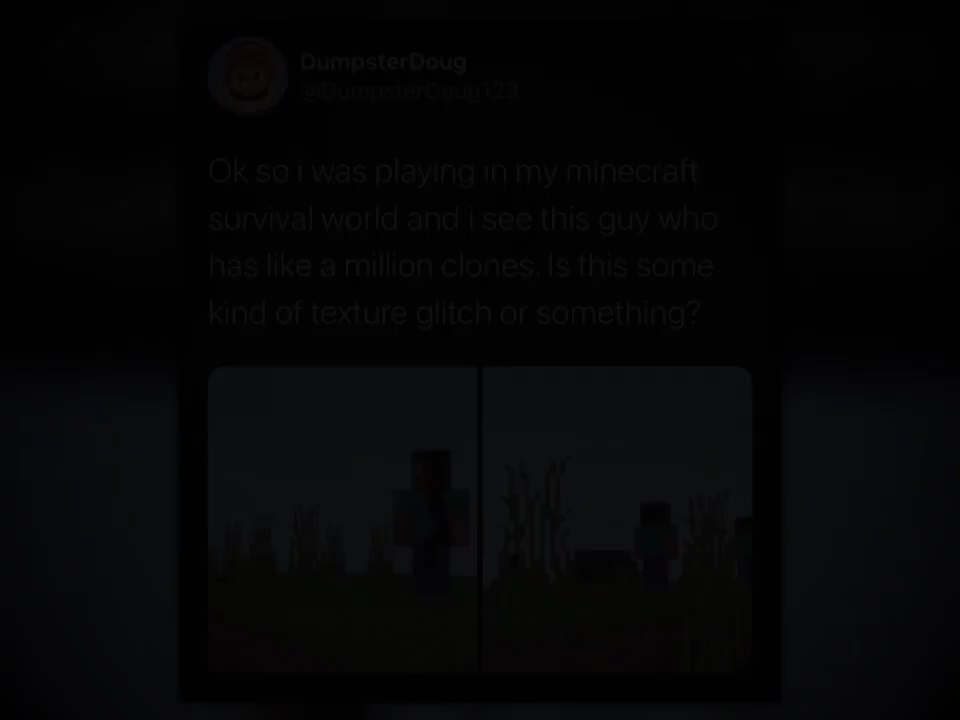 DumpsterDoug
@DumpsterDoug123
Ok so i was playing in my minecraft
survival world and i see this guy who
has like a million clones. Is this some
kind of texture glitch or something?